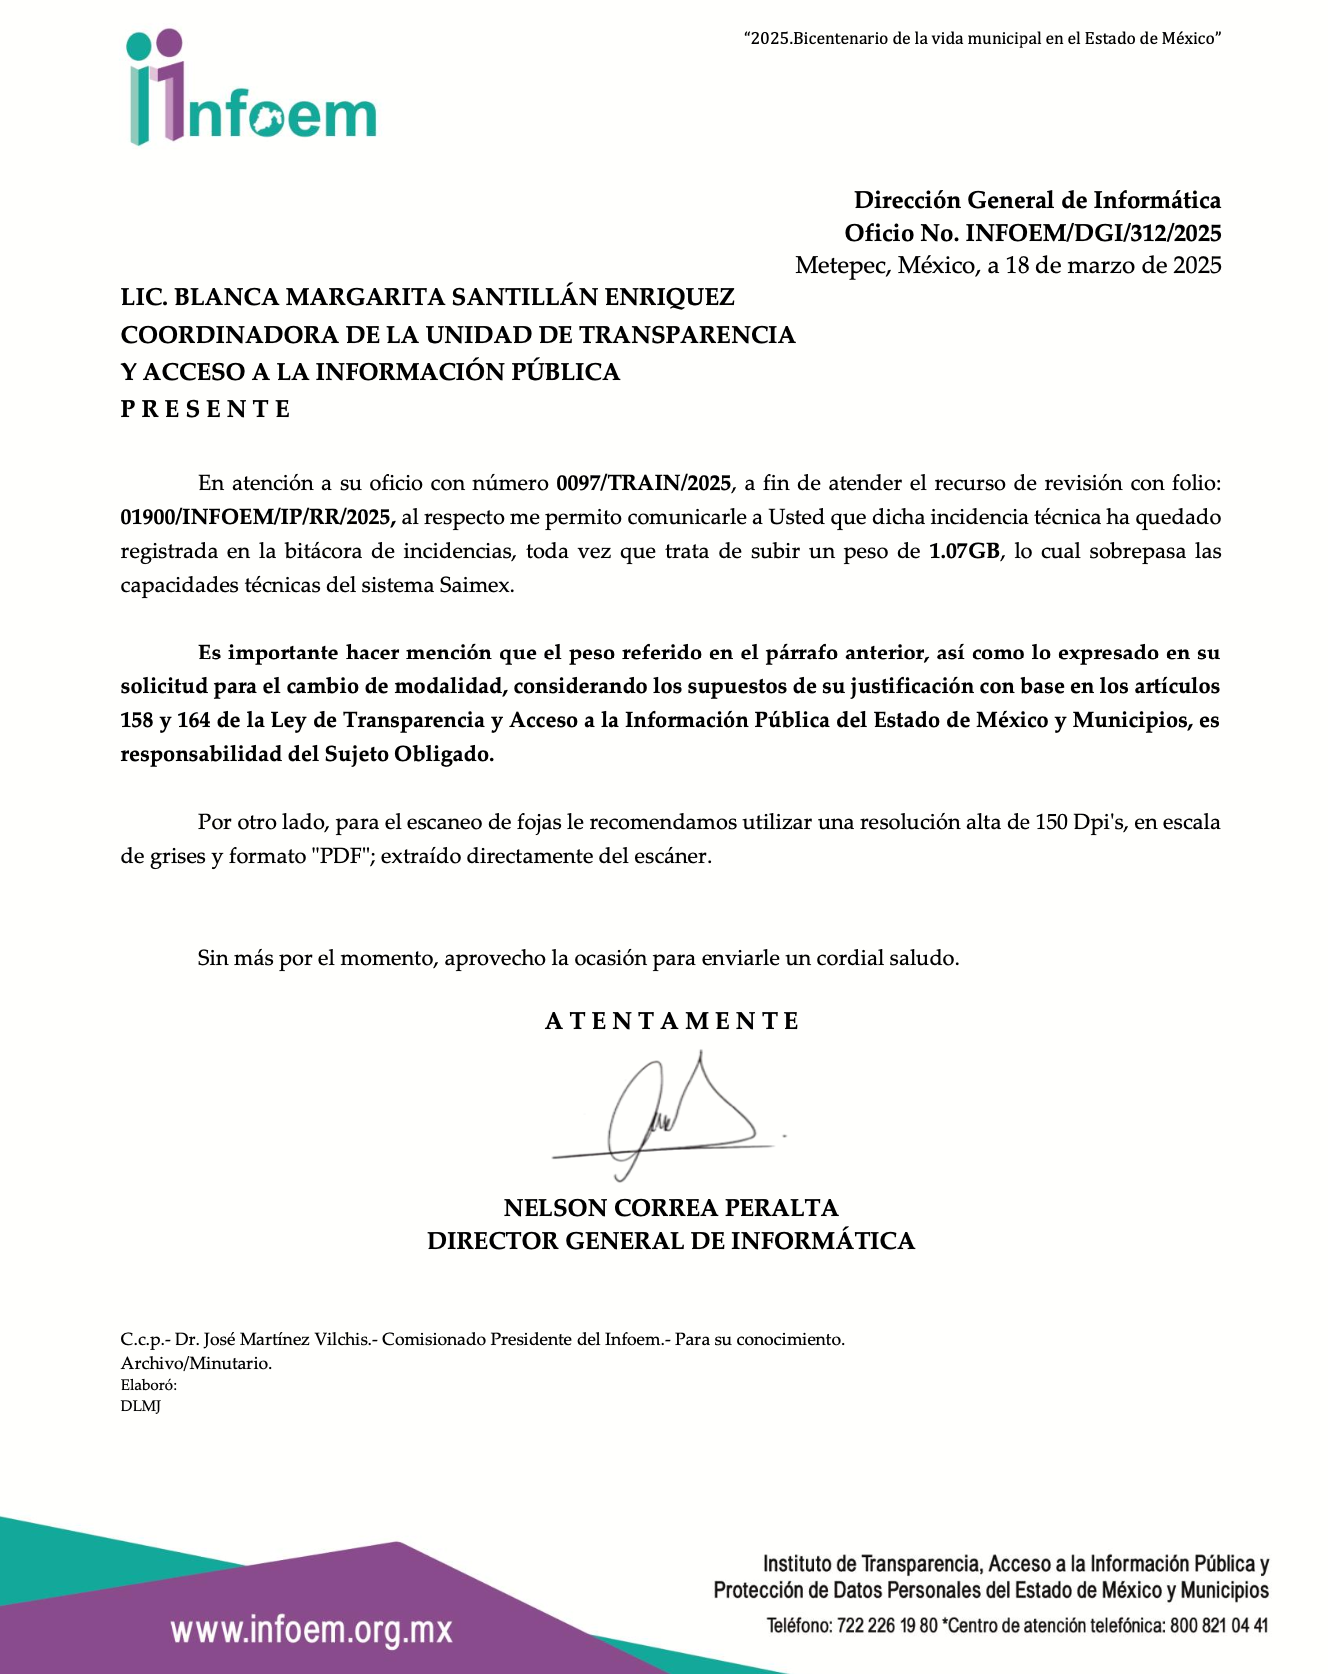 “2025.Bicentenario de la vida municipal en el Estado de México”
infoem
Dirección General de Informática
Oficio No. INFOEM/DGI/312/2025
Metepec, México, a 18 de marzo de 2025
LIC. BLANCA MARGARITA SANTILLÁN ENRIQUEZ
COORDINADORA DE LA UNIDAD DE TRANSPARENCIA
Y ACCESO A LA INFORMACIÓN PÚBLICA
P R E S E N T E
En atención a su oficio con número 0097/TRAIN/2025, a fin de atender el recurso de revisión con folio:
01900/INFOEM/IP/RR/2025, al respecto me permito comunicarle a Usted que dicha incidencia técnica ha quedado
registrada en la bitácora de incidencias, toda vez que trata de subir un peso de 1.07GB, lo cual sobrepasa las
capacidades técnicas del sistema Saimex.
Es importante hacer mención que el peso referido en el párrafo anterior, así como lo expresado en su
solicitud para el cambio de modalidad, considerando los supuestos de su justificación con base en los artículos
158 y 164 de la Ley de Transparencia y Acceso a la Información Pública del Estado de México y Municipios, es
responsabilidad del Sujeto Obligado.
Por otro lado, para el escaneo de fojas le recomendamos utilizar una resolución alta de 150 Dpi's, en escala
de grises y formato "PDF"; extraído directamente del escáner.
Sin más por el momento, aprovecho la ocasión para enviarle un cordial saludo.
A T E N T A M E N T E
NELSON CORREA PERALTA
DIRECTOR GENERAL DE INFORMÁTICA
C.c.p.- Dr. José Martínez Vilchis.- Comisionado Presidente del Infoem.- Para su conocimiento.
Archivo/Minutario.
Elaboró:
DLMJ
Instituto de Transparencia, Acceso a la Información Pública y
Protección de Datos Personales del Estado de México y Municipios
Teléfono: 722 226 19 80 *Centro de atención telefónica: 800 821 04 41
www.infoem.org.mx